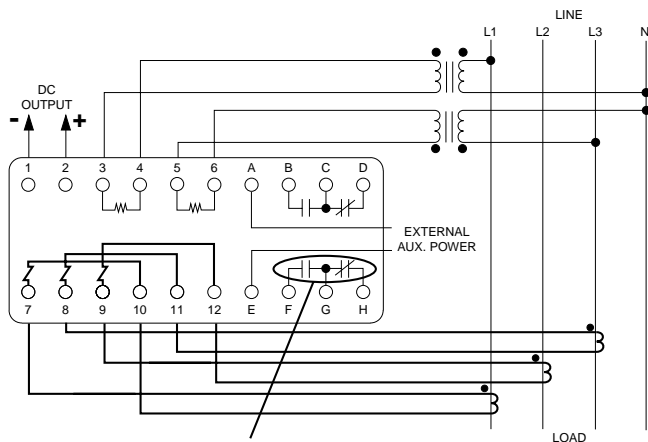 LINE
L1 L2 L3 N
DC
OUTPUT
- +
1 2 3 4 5 6 A B C D
EXTERNAL
AUX. POWER
7 8 9 10 11 12 E F G H
LOAD